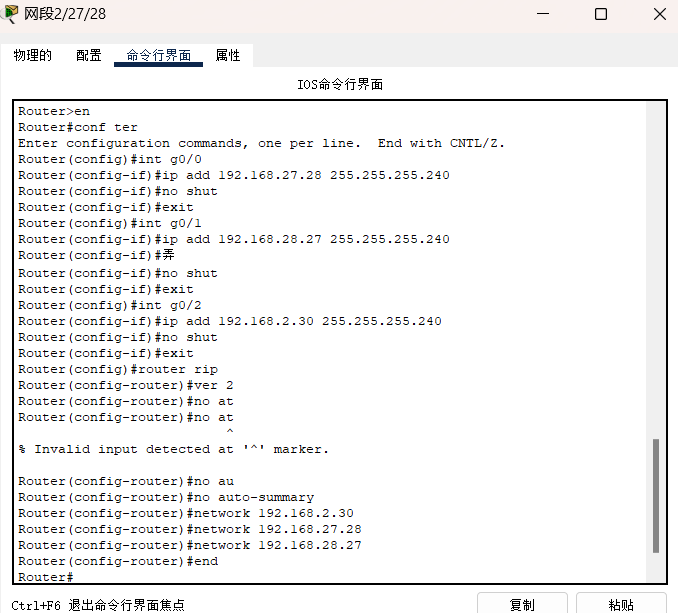 网段2/27/28
物理的 配置 命令行界面 属性
IOS命令行界面
Router>en
Router#conf ter
Enter configuration commands, one per line.  End with CNTL/Z.
Router(config)#int g0/0
Router(config-if)#ip add 192.168.27.28 255.255.255.240
Router(config-if)#no shut
Router(config-if)#exit
Router(config)#int g0/1
Router(config-if)#ip add 192.168.28.27 255.255.255.240
Router(config-if)#弄
Router(config-if)#no shut
Router(config-if)#exit
Router(config)#int g0/2
Router(config-if)#ip add 192.168.2.30 255.255.255.240
Router(config-if)#no shut
Router(config-if)#exit
Router(config)#router rip
Router(config-router)#ver 2
Router(config-router)#no at
Router(config-router)#no at
^
% Invalid input detected at '^' marker.
Router(config-router)#no au
Router(config-router)#no auto-summary
Router(config-router)#network 192.168.2.30
Router(config-router)#network 192.168.27.28
Router(config-router)#network 192.168.28.27
Router(config-router)#end
Router#
Ctrl+F6 退出命令行界面焦点 复制 粘贴